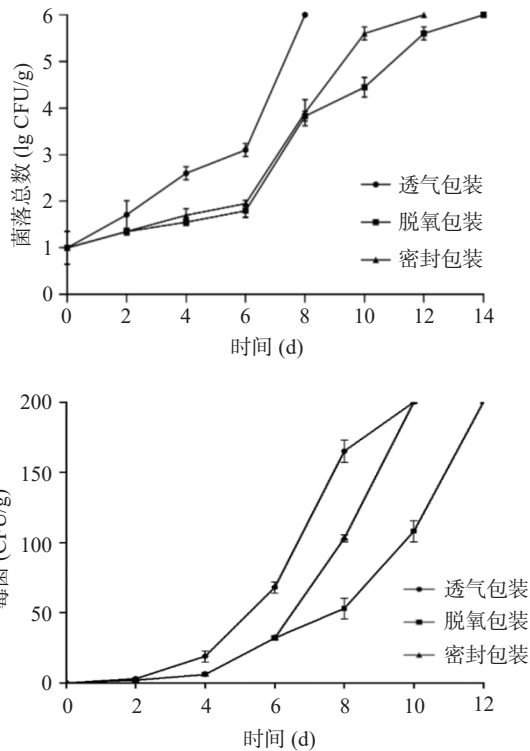 6
5
4
3
2
1
0
菌落总数 (lg CFU/g)
透气包装
脱氧包装
密封包装
0 2 4 6 8 10 12 14
时间 (d)
200
150
100
50
0
霉菌 (CFU/g)
透气包装
脱氧包装
密封包装
0 2 4 6 8 10 12
时间 (d)